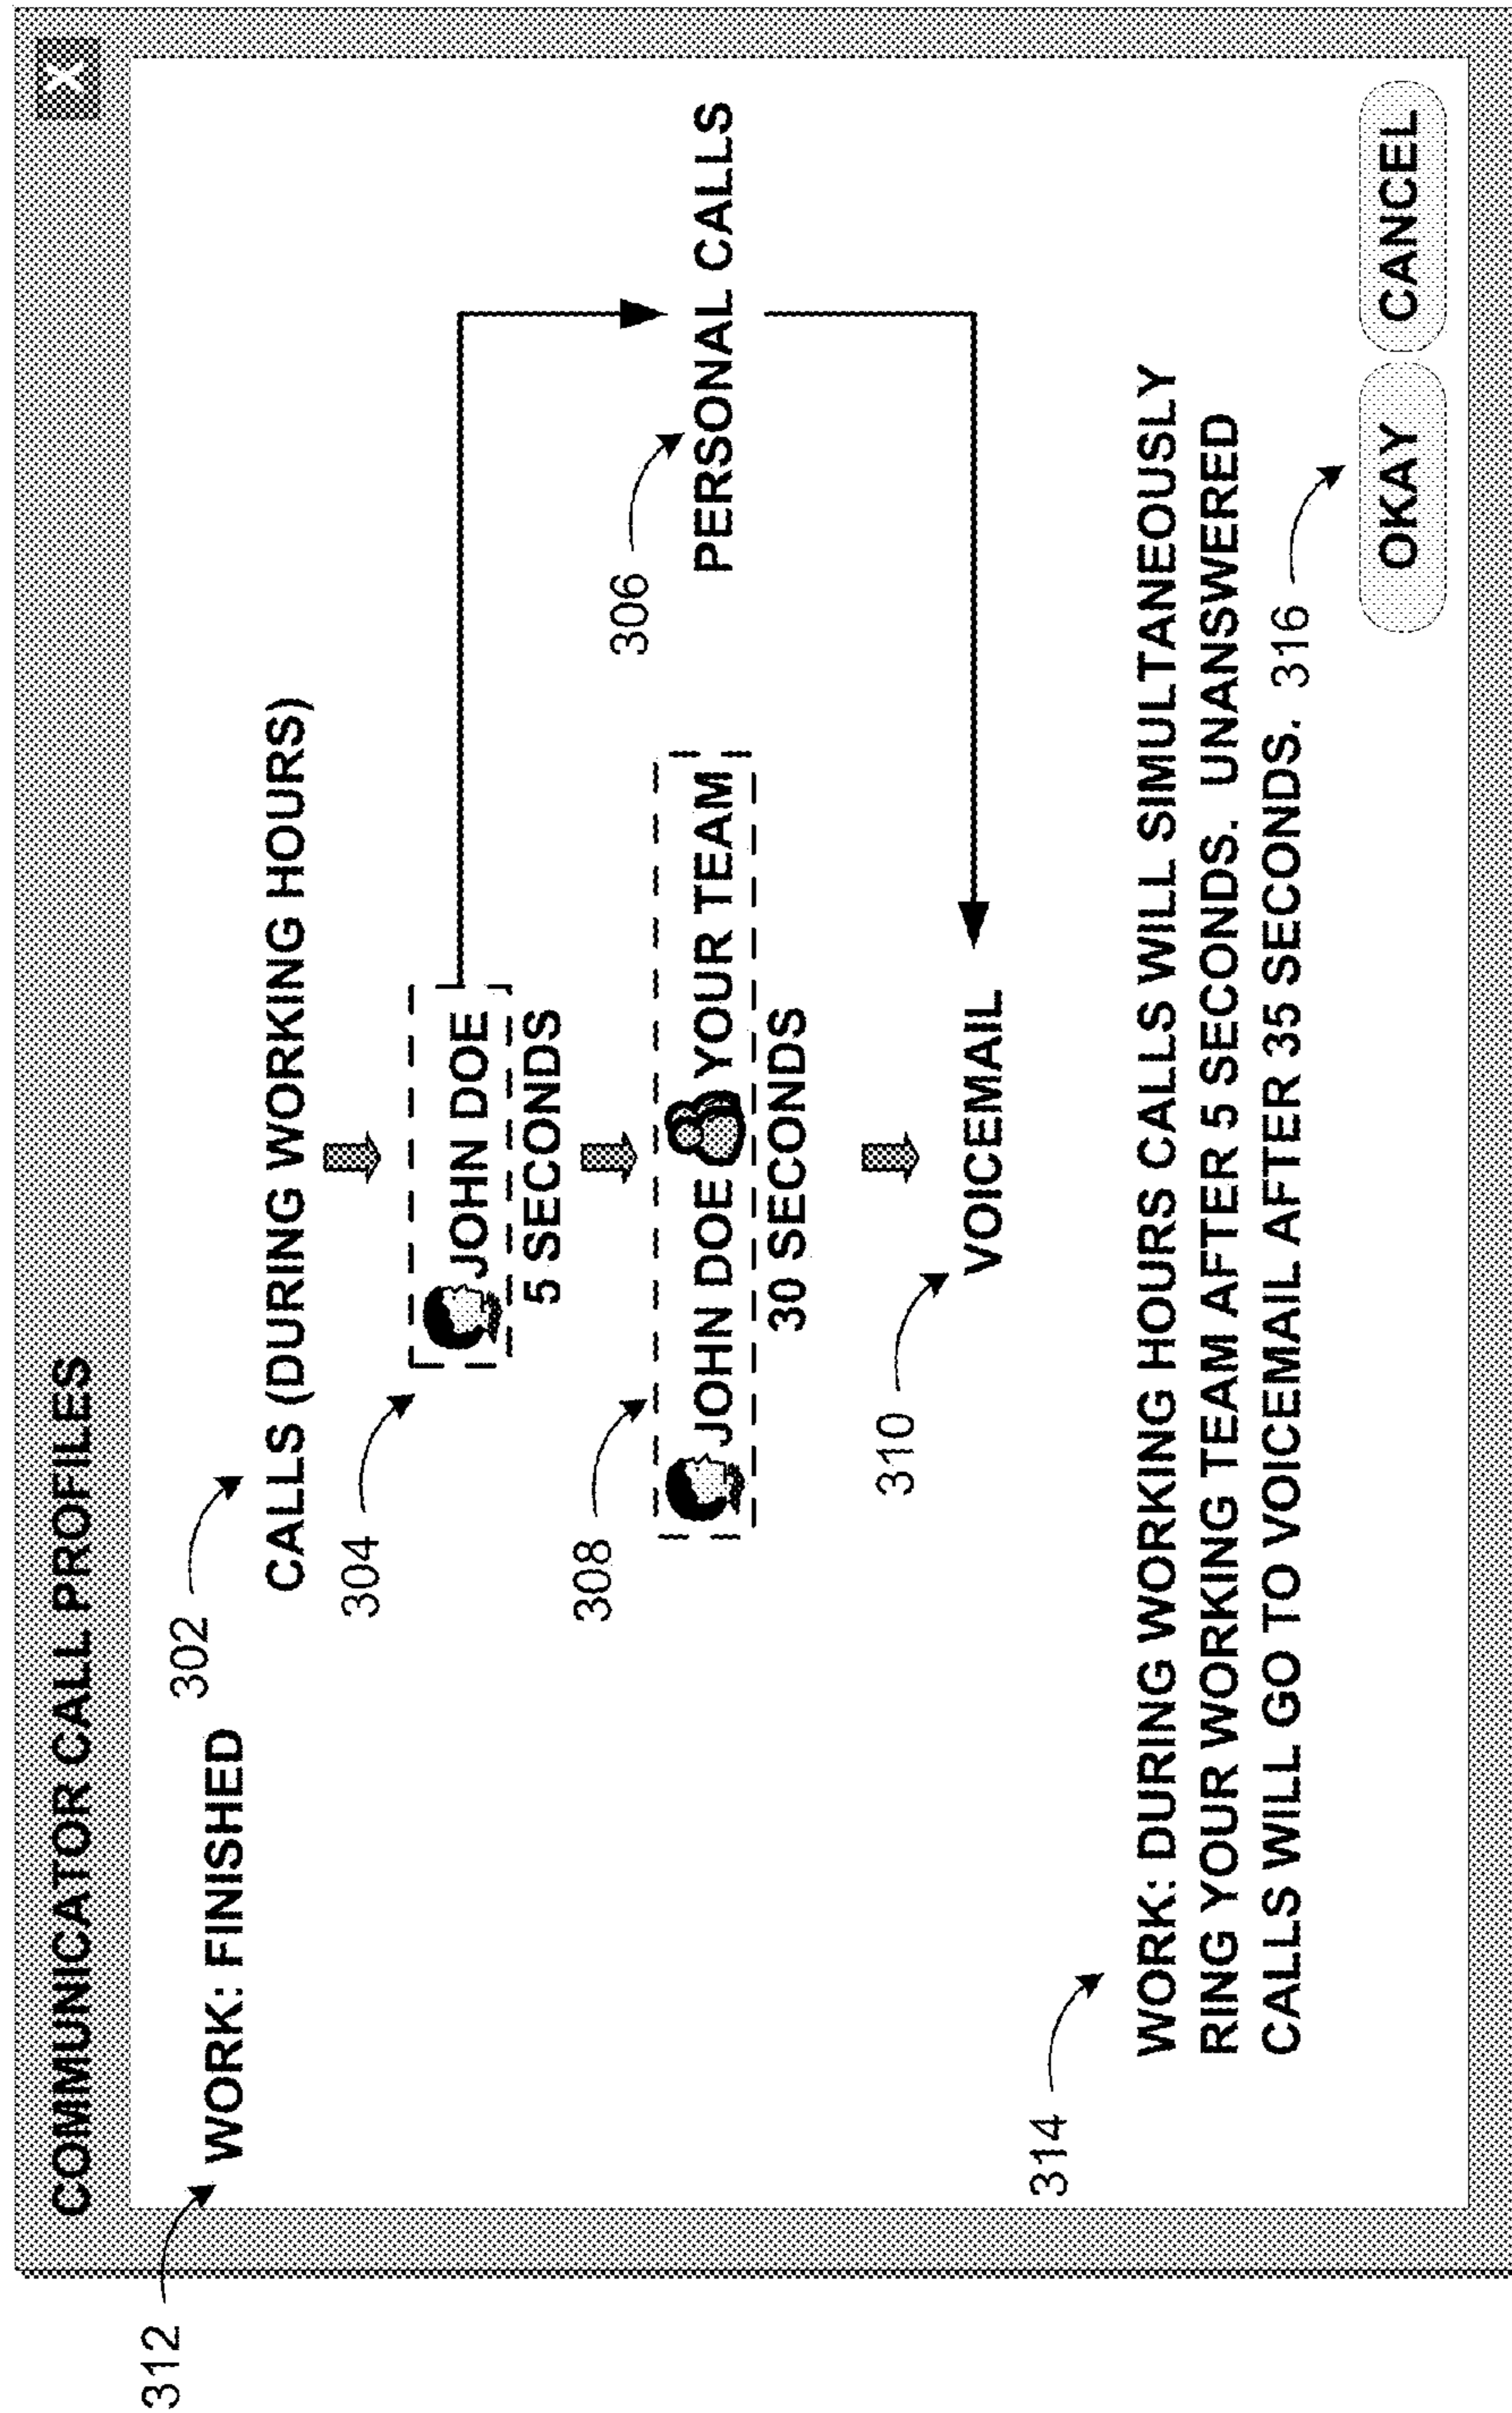 COMMUNICATOR CALL PROFILES
X
312
WORK: FINISHED
302
CALLS (DURING WORKING HOURS)
304
JOHN DOE
5 SECONDS
306
PERSONAL CALLS
308
JOHN DOE YOUR TEAM
30 SECONDS
310
VOICEMAIL
314
WORK: DURING WORKING HOURS CALLS WILL SIMULTANEOUSLY
RING YOUR WORKING TEAM AFTER 5 SECONDS. UNANSWERED
CALLS WILL GO TO VOICEMAIL AFTER 35 SECONDS.
316
OKAY
CANCEL